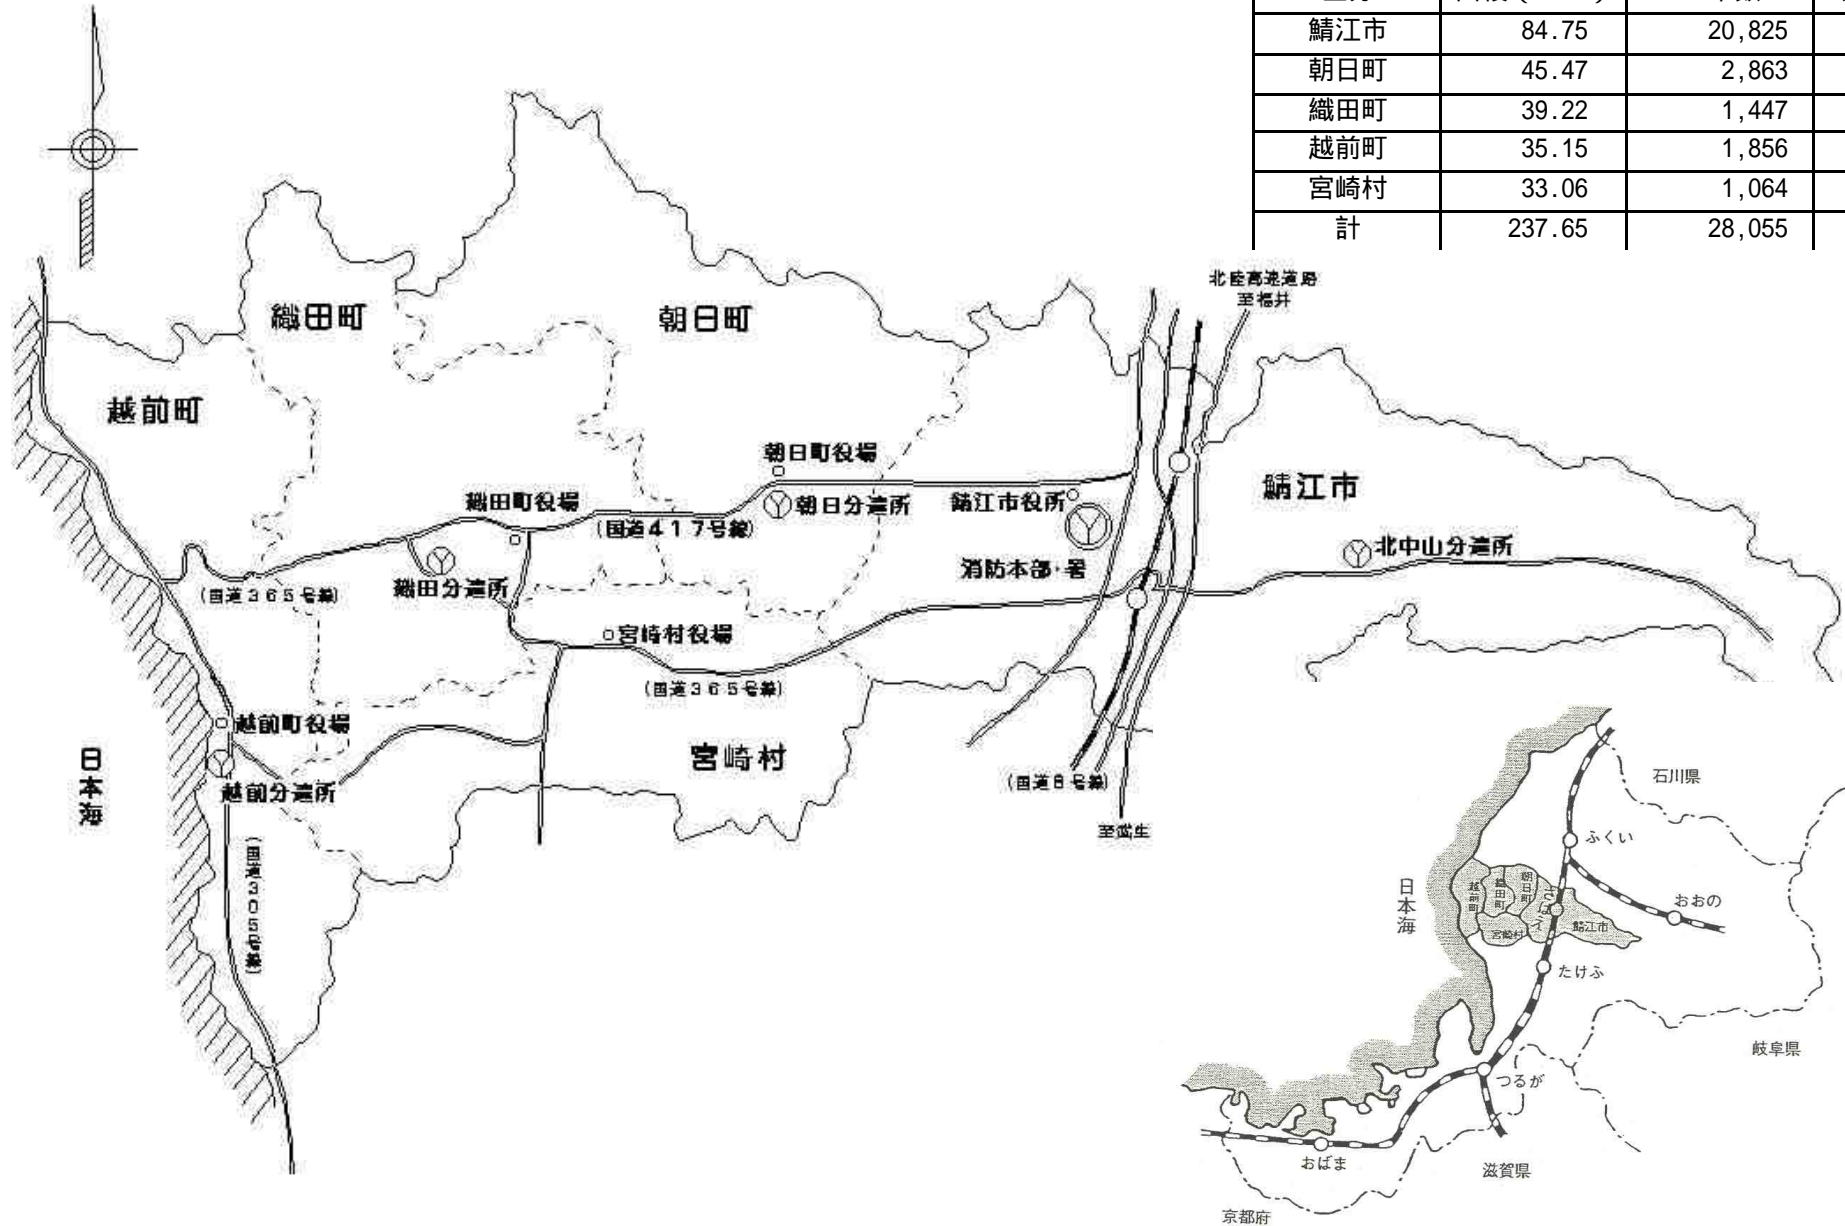 鯖江市 84.75 20,825
朝日町 45.47 2,863
織田町 39.22 1,447
越前町 35.15 1,856
宮崎村 33.06 1,064
計 237.65 28,055
北陸高速道路
至福井
織田町
朝日町
越前町
朝日町役場
鯖江市
織田町役場
朝日分遣所
鯖江市役所
(国道417号線)
北中山分遣所
消防本部・署
織田分遣所
(国道365号線)
宮崎村役場
(国道365号線)
越前町役場
宮崎村
日本海
越前分遣所
(国道8号線)
至武生
(国道305号線)
石川県
ふくい
日本海
越前町
織田町
朝日町
さばえ
おおの
宮崎村
鯖江市
たけふ
岐阜県
つるが
おばま
滋賀県
京都府